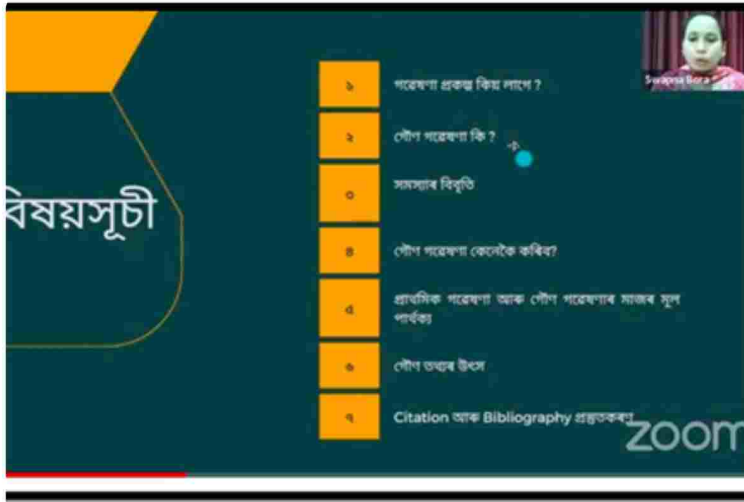 বিষয়সূচী
১
গৱেষণা প্ৰকল্প কিয় লাগে ?
২
গৌণ গৱেষণা কি ?
৩
সমস্যাৰ বিবৃতি
৪
গৌণ গৱেষণা কেনেকৈ কৰিব?
৫
প্ৰাথমিক গৱেষণা আৰু গৌণ গৱেষণাৰ মাজৰ মূল
পাৰ্থক্য
৬
গৌণ তথ্যৰ উৎস
৭
Citation আৰু Bibliography প্ৰস্তুতকৰণ
Swapna Bora
zoom